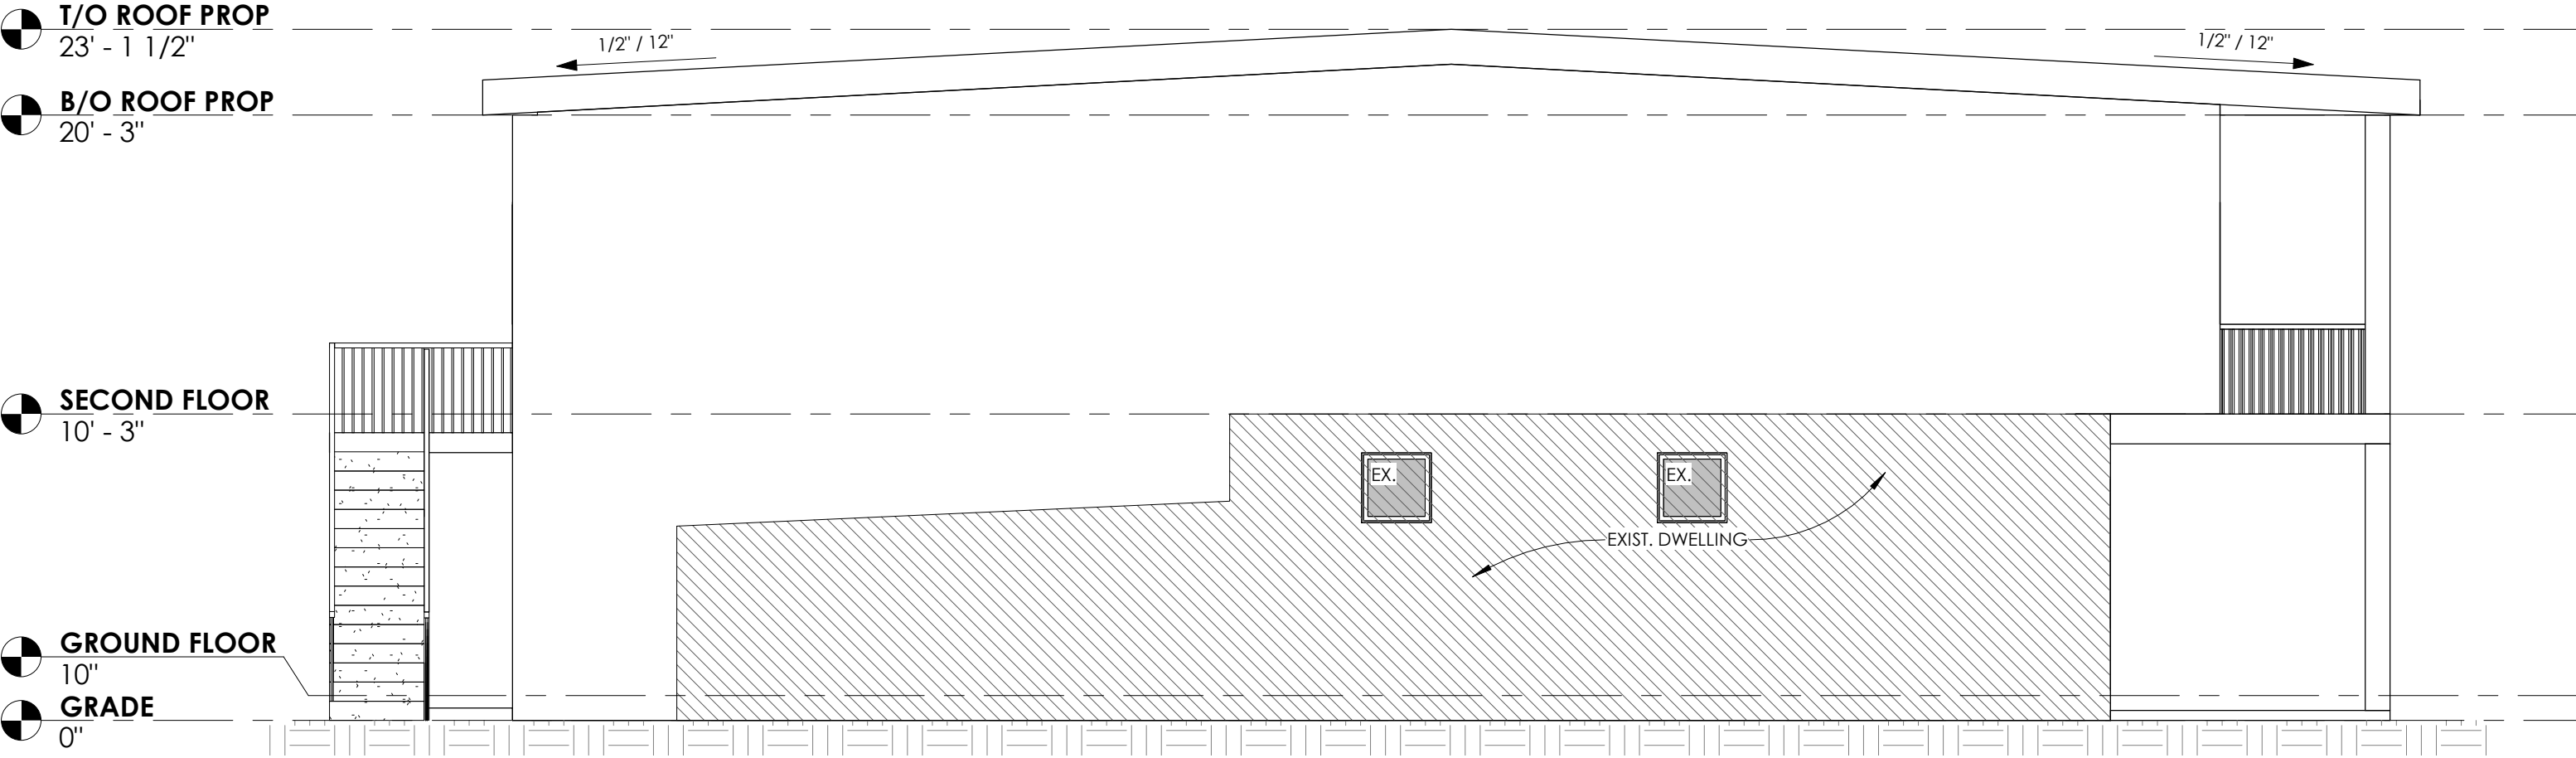 T/O ROOF PROP
23' - 1 1/2"
1/2" / 12"
1/2" / 12"
B/O ROOF PROP
20' - 3"
SECOND FLOOR
10' - 3"
EX.
EX.
EXIST. DWELLING
GROUND FLOOR
10"
GRADE
0"